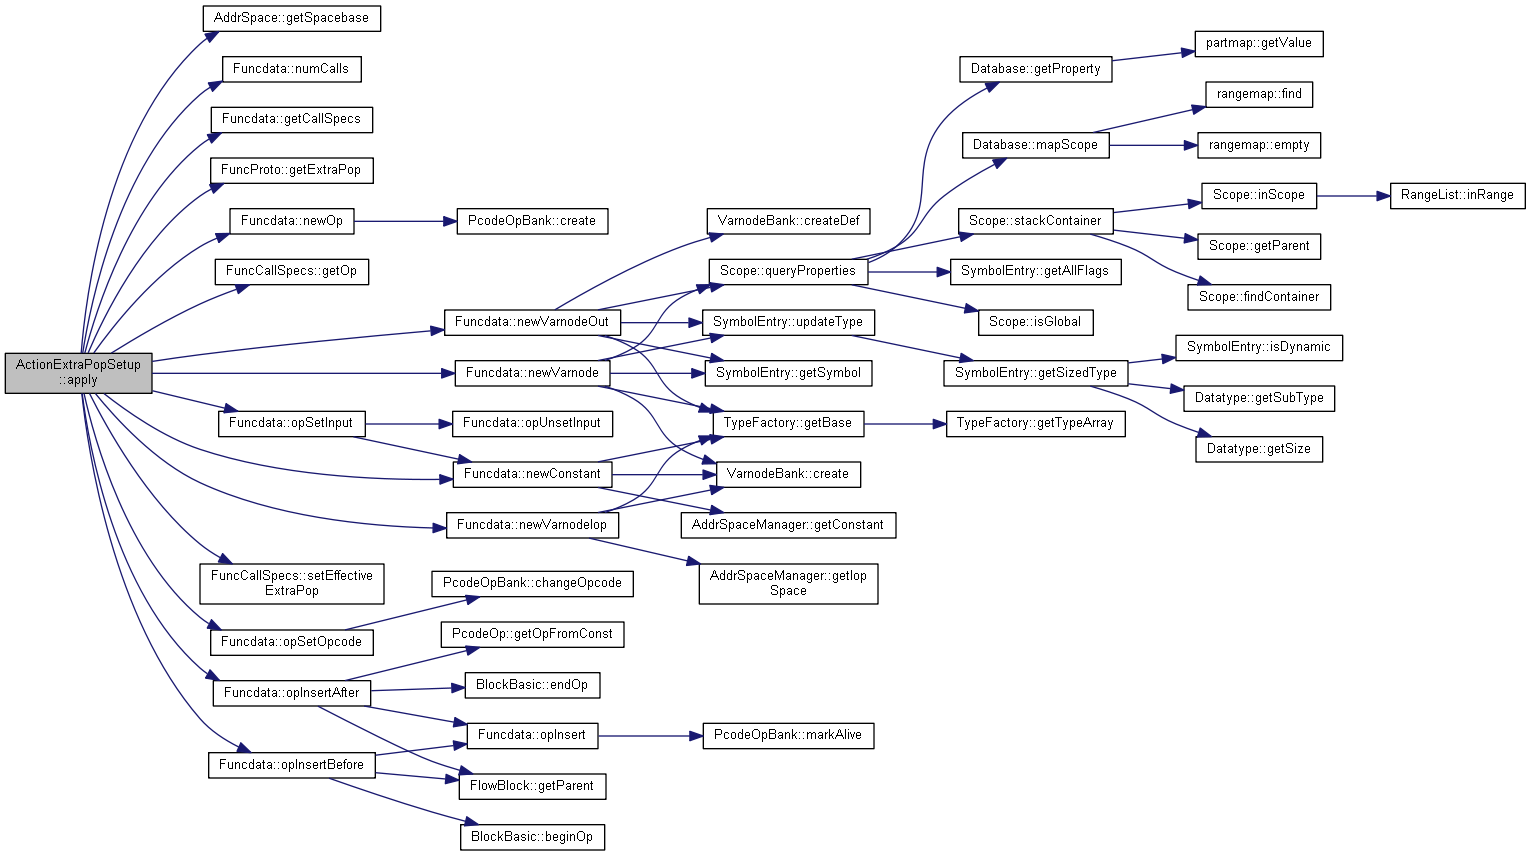 AddrSpace::getSpacebase
Funcdata::numCalls
Funcdata::getCallSpecs
FuncProto::getExtraPop
Funcdata::newOp
FuncCallSpecs::getOp
ActionExtraPopSetup
::apply
Funcdata::opSetInput
FuncCallSpecs::setEffective
ExtraPop
Funcdata::opSetOpcode
Funcdata::opInsertAfter
Funcdata::opInsertBefore
PcodeOpBank::create
Funcdata::newVarnodeOut
Funcdata::newVarnode
Funcdata::opUnsetInput
Funcdata::newConstant
Funcdata::newVarnodeIop
PcodeOpBank::changeOpcode
PcodeOp::getOpFromConst
BlockBasic::endOp
Funcdata::opInsert
FlowBlock::getParent
BlockBasic::beginOp
VarnodeBank::createDef
Scope::queryProperties
SymbolEntry::updateType
SymbolEntry::getSymbol
TypeFactory::getBase
VarnodeBank::create
AddrSpaceManager::getConstant
AddrSpaceManager::getIop
Space
PcodeOpBank::markAlive
Database::getProperty
Database::mapScope
Scope::stackContainer
SymbolEntry::getAllFlags
Scope::isGlobal
SymbolEntry::getSizedType
TypeFactory::getTypeArray
partmap::getValue
rangemap::find
rangemap::empty
Scope::inScope
Scope::getParent
Scope::findContainer
SymbolEntry::isDynamic
Datatype::getSubType
Datatype::getSize
RangeList::inRange